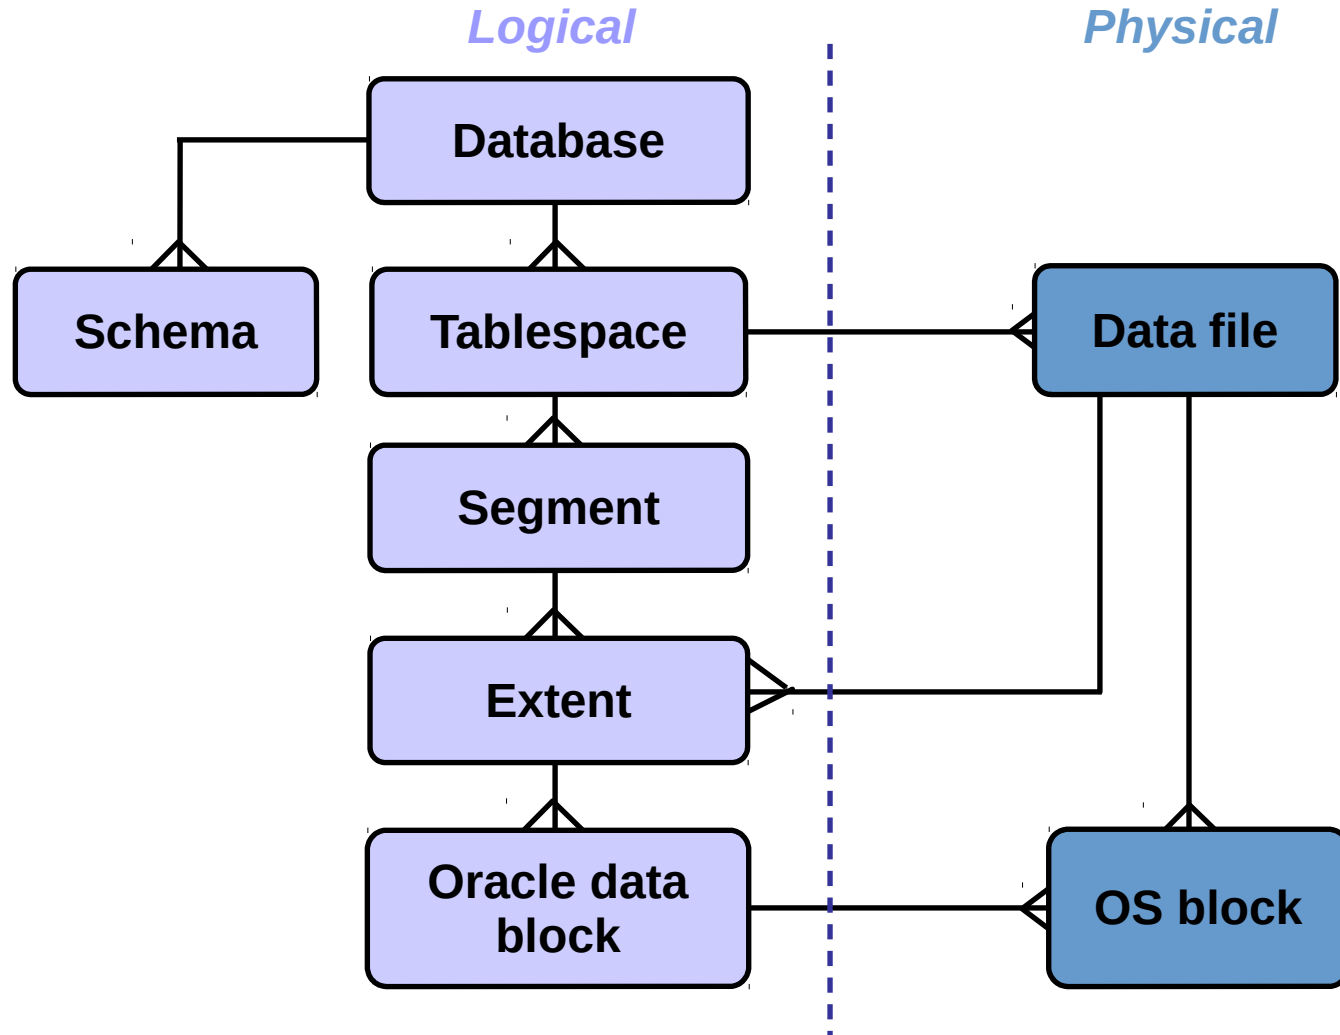 Logical
Physical
Database
Schema
Tablespace
Data file
Segment
Extent
Oracle data
block
OS block